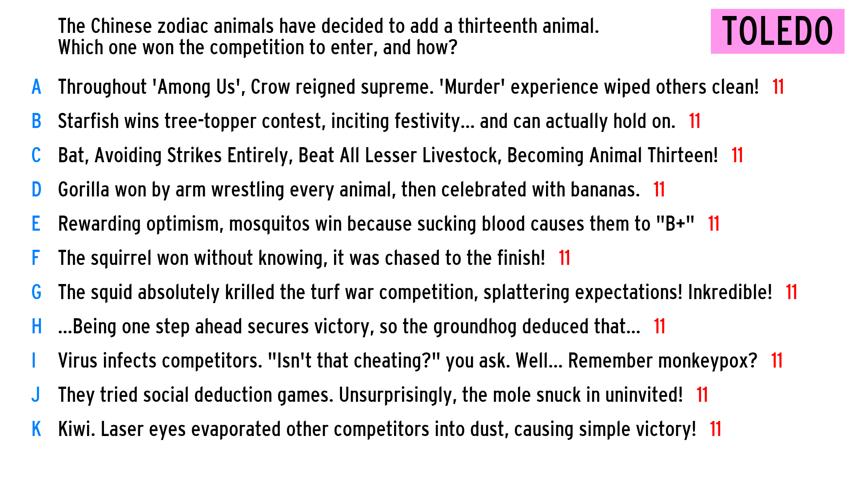 The Chinese zodiac animals have decided to add a thirteenth animal.
Which one won the competition to enter, and how?
TOLEDO
A Throughout 'Among Us', Crow reigned supreme. 'Murder' experience wiped others clean! 11
B Starfish wins tree-topper contest, inciting festivity... and can actually hold on. 11
C Bat, Avoiding Strikes Entirely, Beat All Lesser Livestock, Becoming Animal Thirteen! 11
D Gorilla won by arm wrestling every animal, then celebrated with bananas. 11
E Rewarding optimism, mosquitos win because sucking blood causes them to "B+" 11
F The squirrel won without knowing, it was chased to the finish! 11
G The squid absolutely krilled the turf war competition, splattering expectations! Inkredible! 11
H ...Being one step ahead secures victory, so the groundhog deduced that... 11
I Virus infects competitors. "Isn't that cheating?" you ask. Well... Remember monkeypox? 11
J They tried social deduction games. Unsurprisingly, the mole snuck in uninvited! 11
K Kiwi. Laser eyes evaporated other competitors into dust, causing simple victory! 11